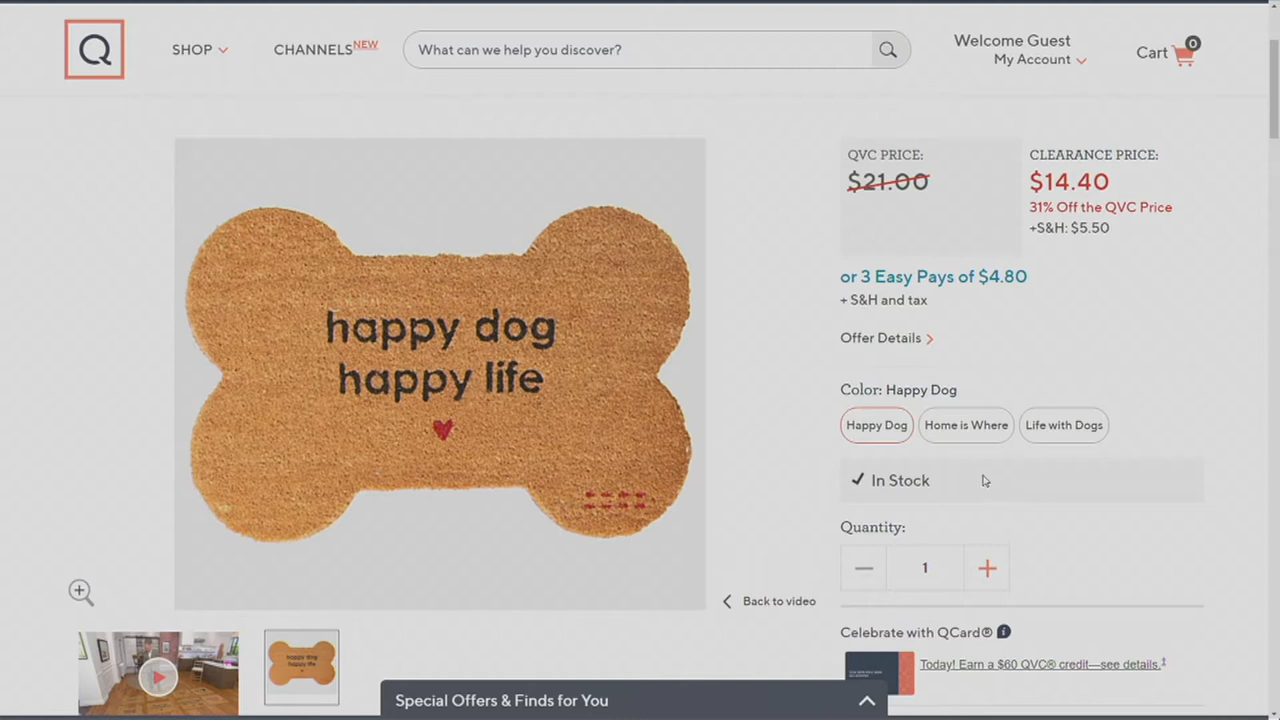 Q
SHOP
CHANNELS NEW
What can we help you discover?
Welcome Guest
My Account
Cart
0
QVC PRICE:
$21.00
CLEARANCE PRICE:
$14.40
31% Off the QVC Price
+S&H: $5.50
or 3 Easy Pays of $4.80
+ S&H and tax
Offer Details
Color: Happy Dog
Happy Dog
Home is Where
Life with Dogs
In Stock
Quantity:
1
happy dog
happy life
Back to video
Celebrate with QCard®
Today! Earn a $60 QVC® credit—see details.‡
happy dog
happy life
Special Offers & Finds for You